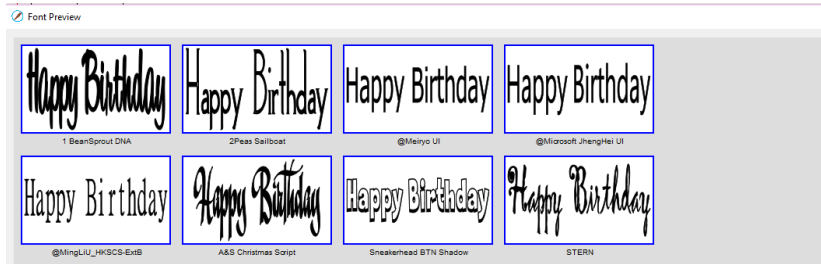 Font Preview
Happy Birthday Happy Birthday Happy Birthday Happy Birthday
1 BeanSprout DNA 2Peas Sailboat @Meiryo UI @Microsoft JhengHei UI
Happy Birthday Happy Birthday Happy Birthday Happy Birthday
@MingLiU_HKSCS-ExtB A&S Christmas Script Sneakerhead BTN Shadow STERN